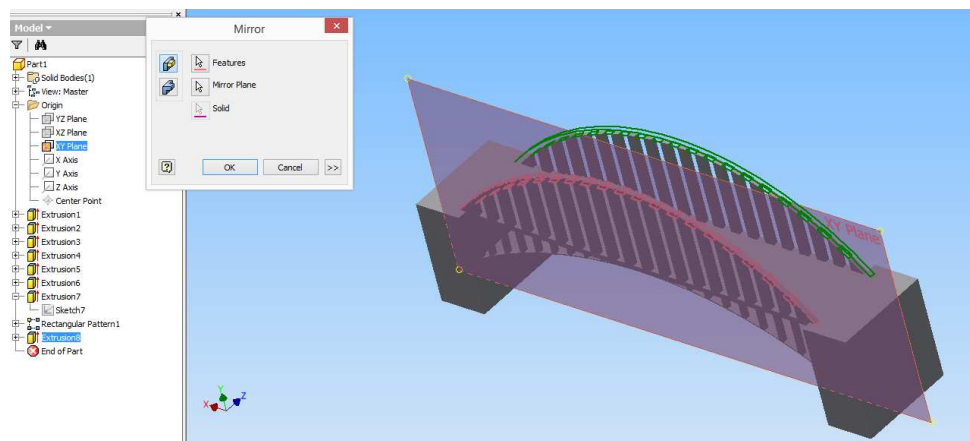 Model
Part1
Solid Bodies(1)
View: Master
Origin
YZ Plane
XZ Plane
XY Plane
X Axis
Y Axis
Z Axis
Center Point
Extrusion1
Extrusion2
Extrusion3
Extrusion4
Extrusion5
Extrusion6
Extrusion7
Sketch7
Rectangular Pattern1
Extrusion8
End of Part
Mirror
Features
Mirror Plane
Solid
OK Cancel >>
XY Plane
Y
X Z